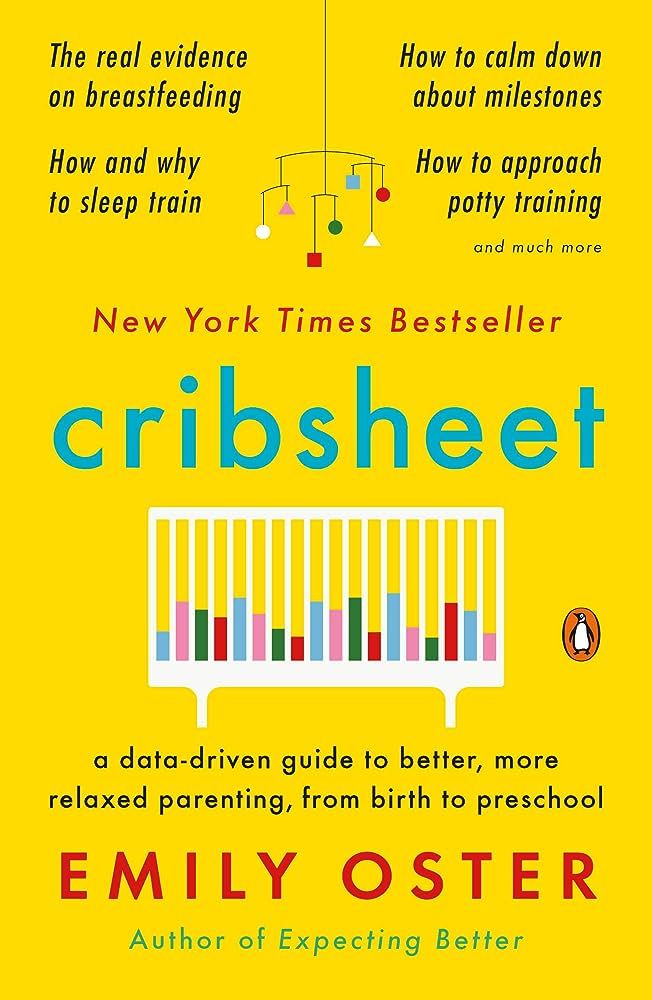 The real evidence
on breastfeeding
How and why
to sleep train
How to calm down
about milestones
How to approach
potty training
and much more
New York Times Bestseller
cribsheet
a data-driven guide to better, more
relaxed parenting, from birth to preschool
EMILY OSTER
Author of Expecting Better